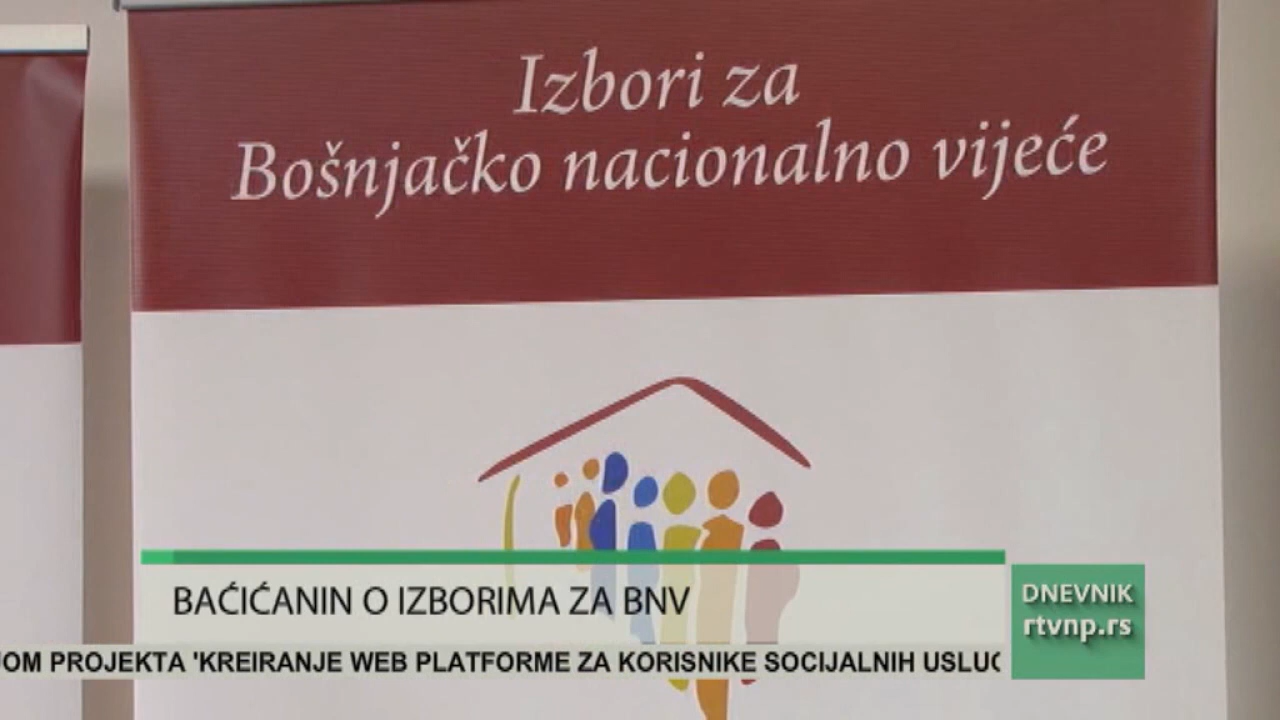 Izbori za
Bošnjačko nacionalno vijeće
BAĆIĆANIN O IZBORIMA ZA BNV
DNEVNIK
rtvnp.rs
PROJEKTA 'KREIRANJE WEB PLATFORME ZA KORISNIKE SOCIJALNIH